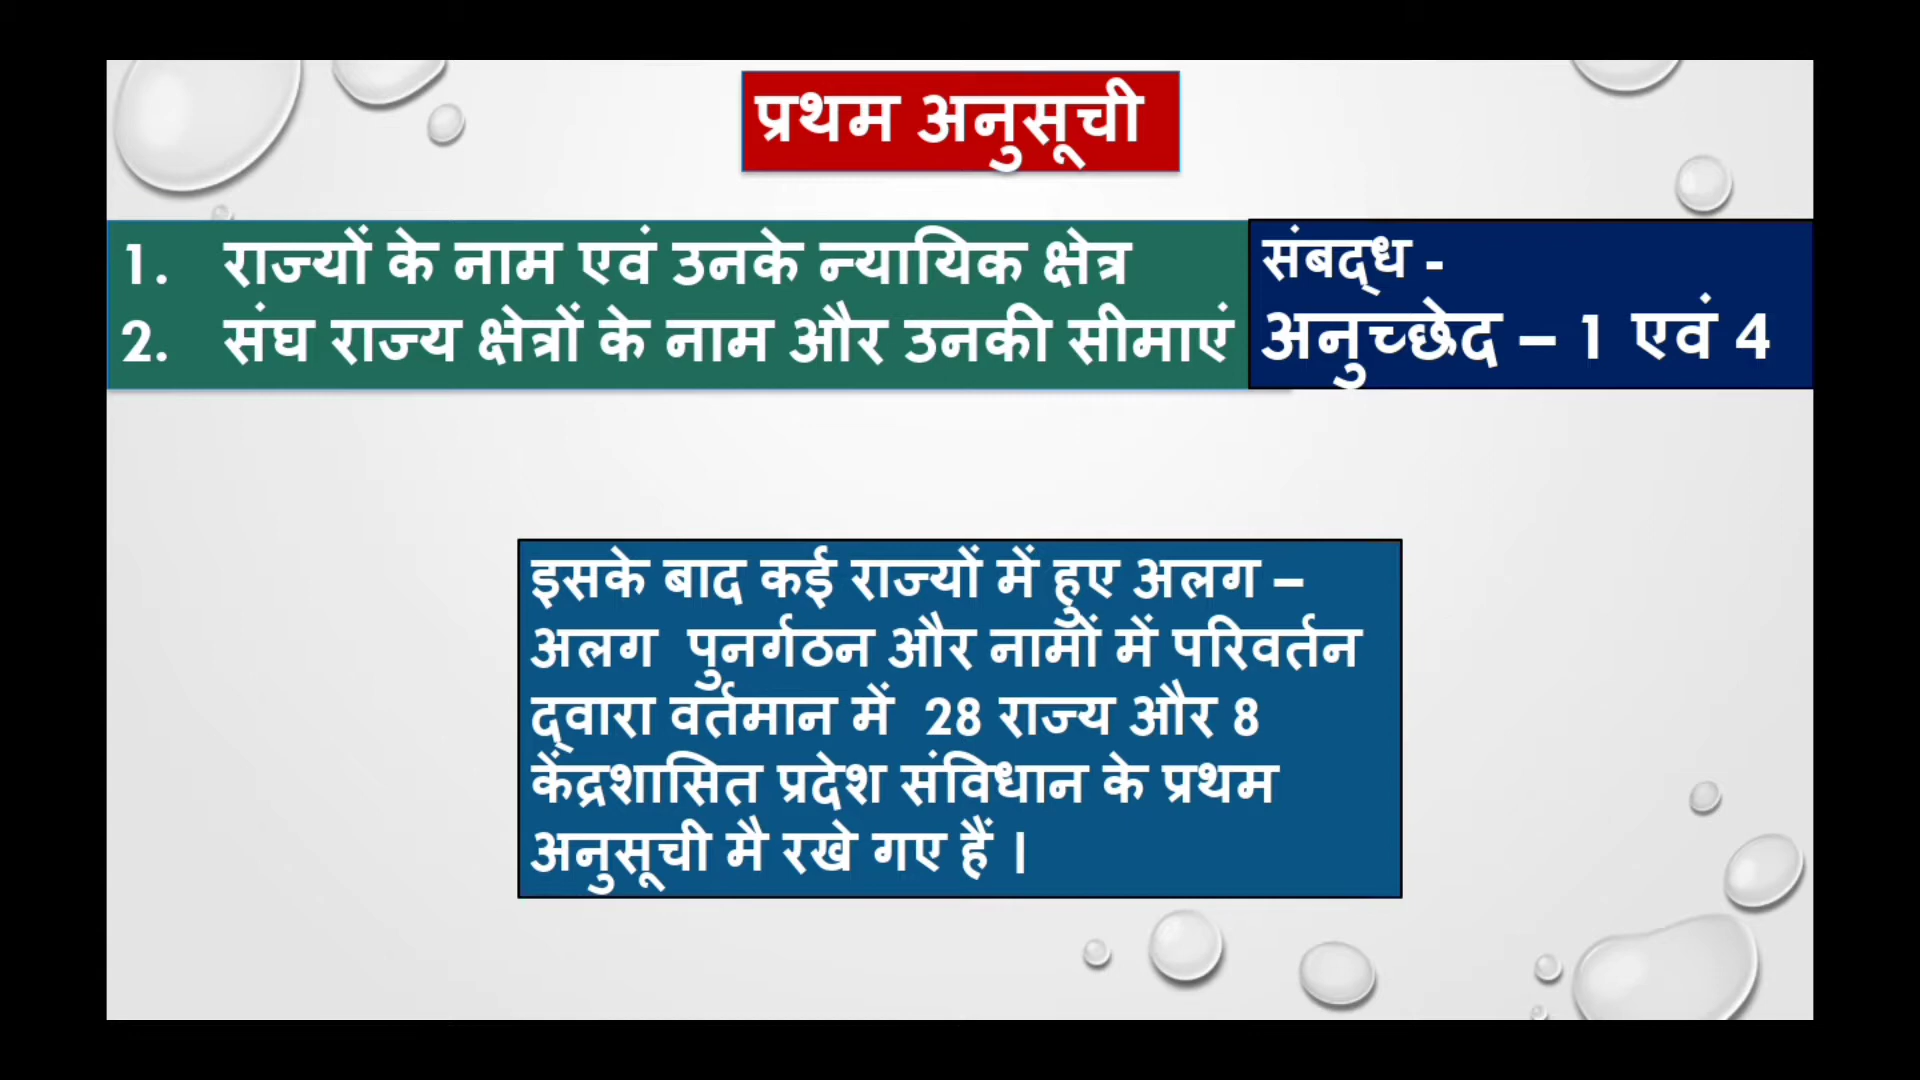 प्रथम अनुसूची
1. राज्यों के नाम एवं उनके न्यायिक क्षेत्र
2. संघ राज्य क्षेत्रों के नाम और उनकी सीमाएं
संबद्ध -
अनुच्छेद – 1 एवं 4
इसके बाद कई राज्यों में हुए अलग –
अलग पुनर्गठन और नामों में परिवर्तन
द्वारा वर्तमान में 28 राज्य और 8
केंद्रशासित प्रदेश संविधान के प्रथम
अनुसूची मै रखे गए हैं ।